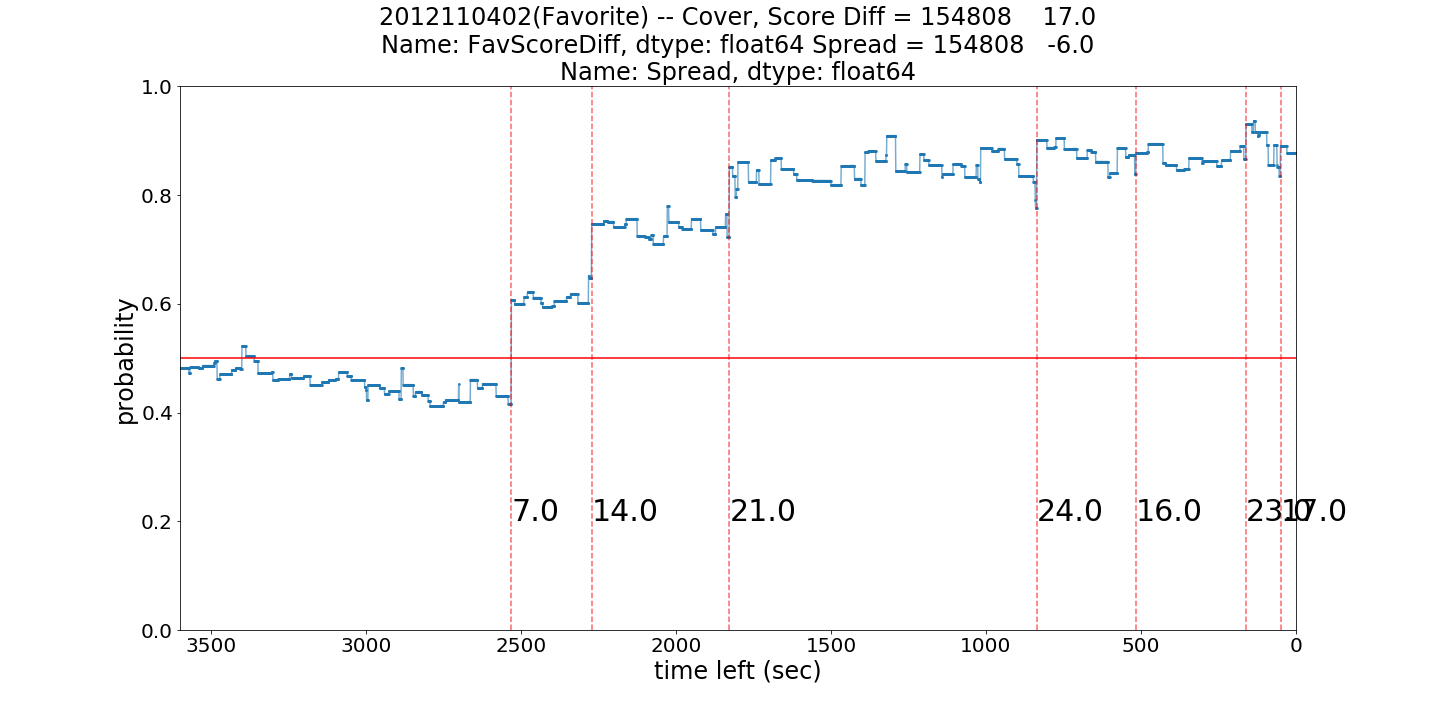 2012110402(Favorite) -- Cover, Score Diff = 154808    17.0
Name: FavScoreDiff, dtype: float64 Spread = 154808   -6.0
Name: Spread, dtype: float64
1.0
0.8
0.6
0.4
0.2
0.0
probability
7.0
14.0
21.0
24.0
16.0
23.0
17.0
3500 3000 2500 2000 1500 1000 500 0
time left (sec)